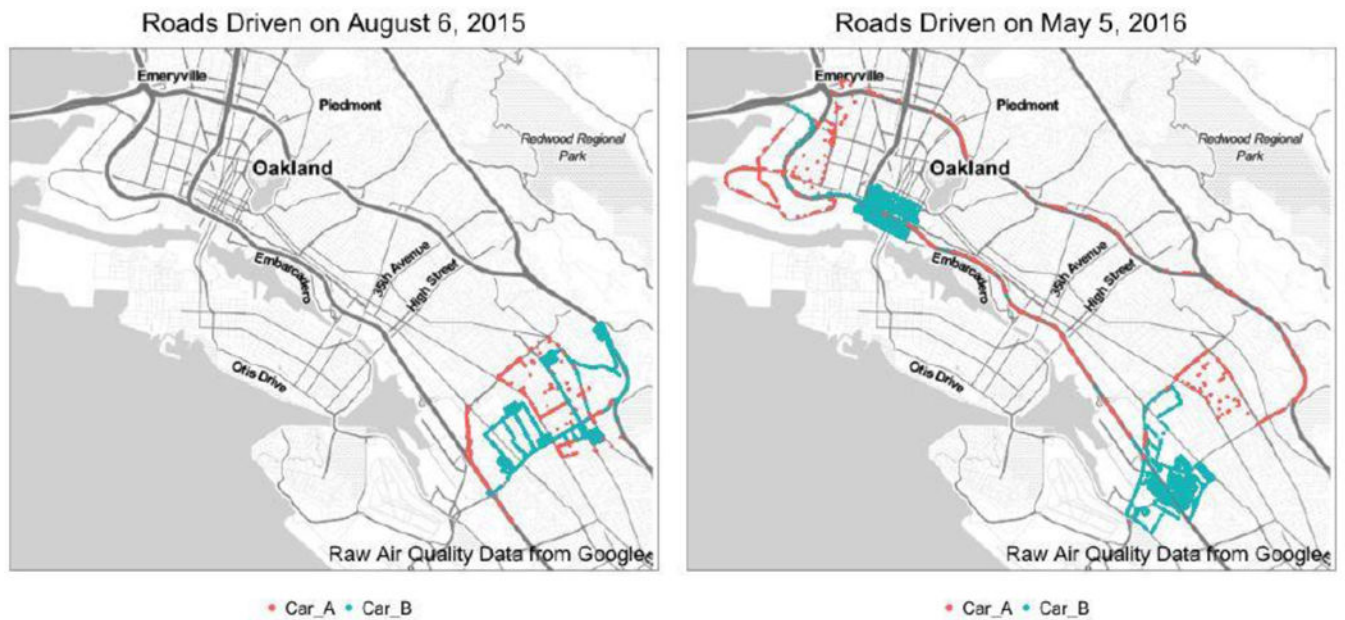 Roads Driven on August 6, 2015
Emeryville
Piedmont
Redwood Regional
Park
Oakland
35th Avenue
High Street
Embarcadero
Otis Drive
Raw Air Quality Data from Google
Car_A Car_B
Roads Driven on May 5, 2016
Emeryville
Piedmont
Redwood Regional
Park
Oakland
35th Avenue
High Street
Embarcadero
Otis Drive
Raw Air Quality Data from Google
Car_A Car_B